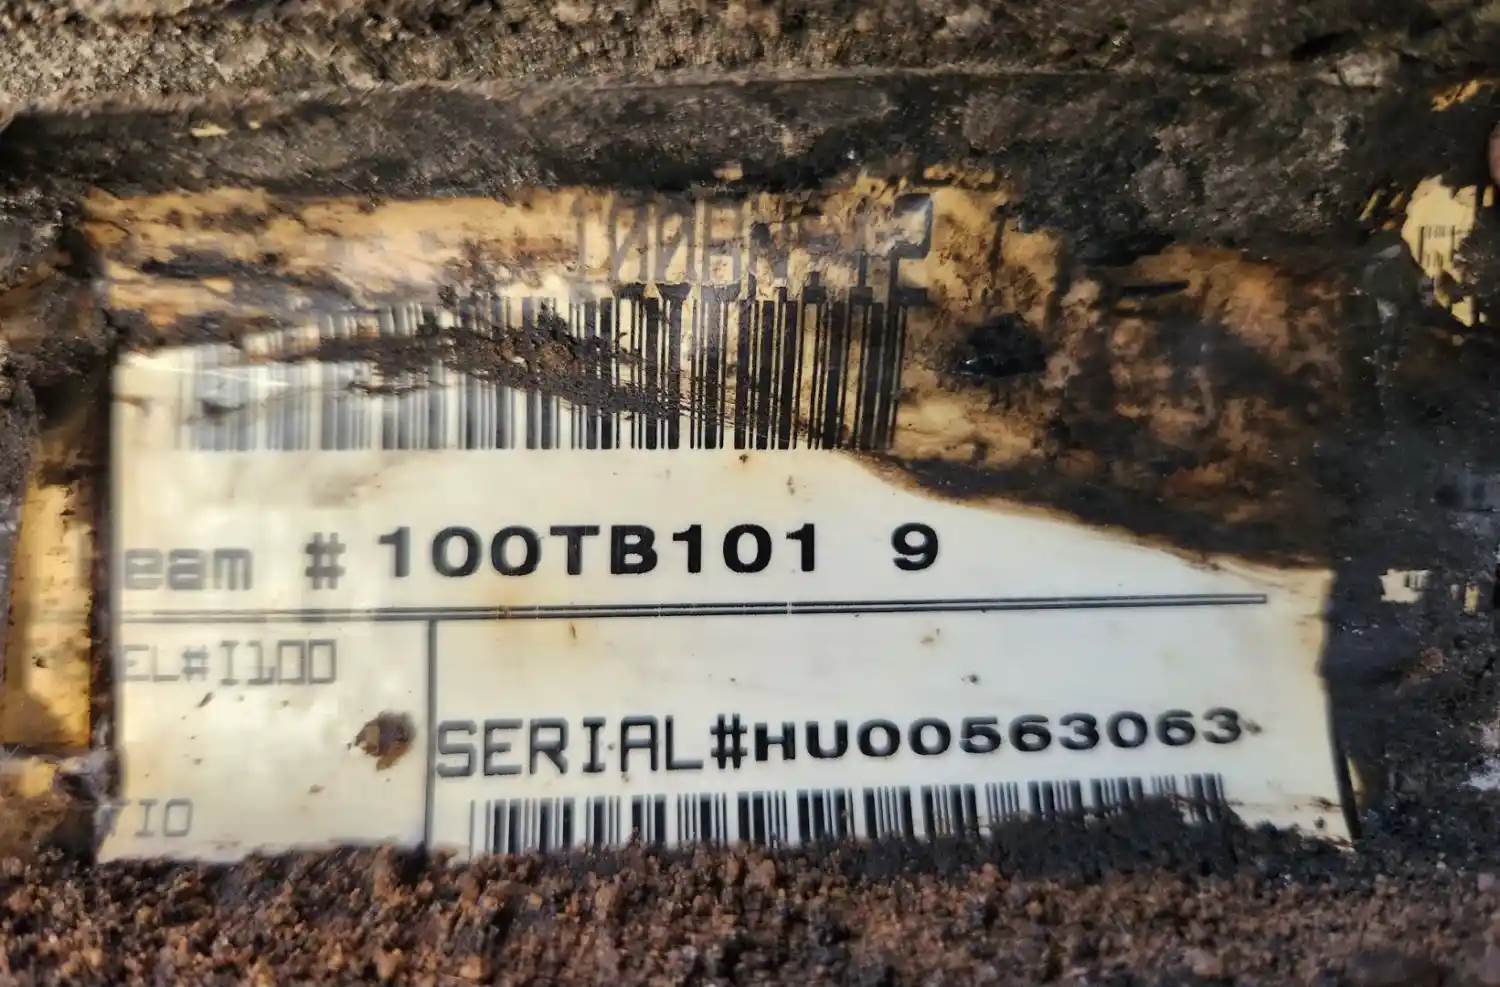 eam # 100TB101 9
EL#I100
SERIAL#HU00563063
TIO